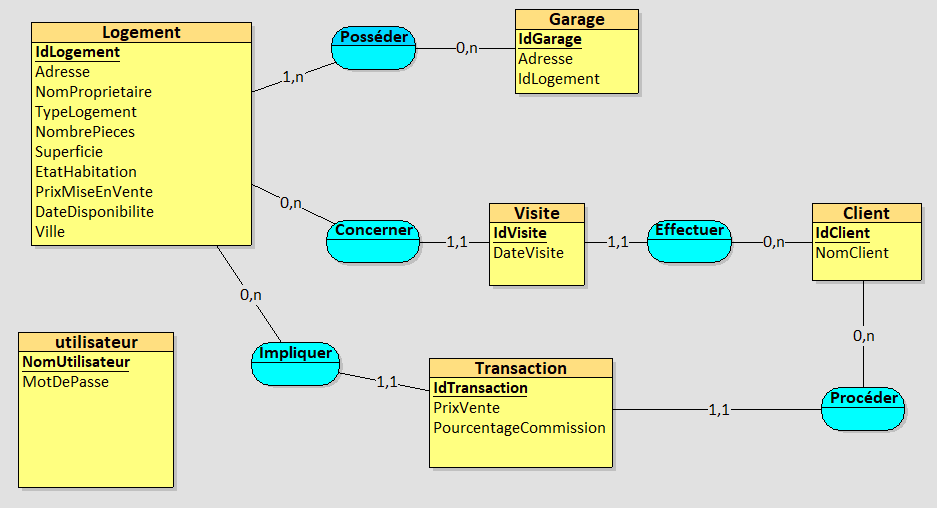 Logement
IdLogement
Adresse
NomProprietaire
TypeLogement
NombrePieces
Superficie
EtatHabitation
PrixMiseEnVente
DateDisponibilite
Ville
Posséder
1,n
0,n
Garage
IdGarage
Adresse
IdLogement
0,n
Concerner
1,1
Visite
IdVisite
DateVisite
1,1
Effectuer
0,n
Client
IdClient
NomClient
0,n
Impliquer
1,1
Transaction
IdTransaction
PrixVente
PourcentageCommission
1,1
Procéder
0,n
utilisateur
NomUtilisateur
MotDePasse